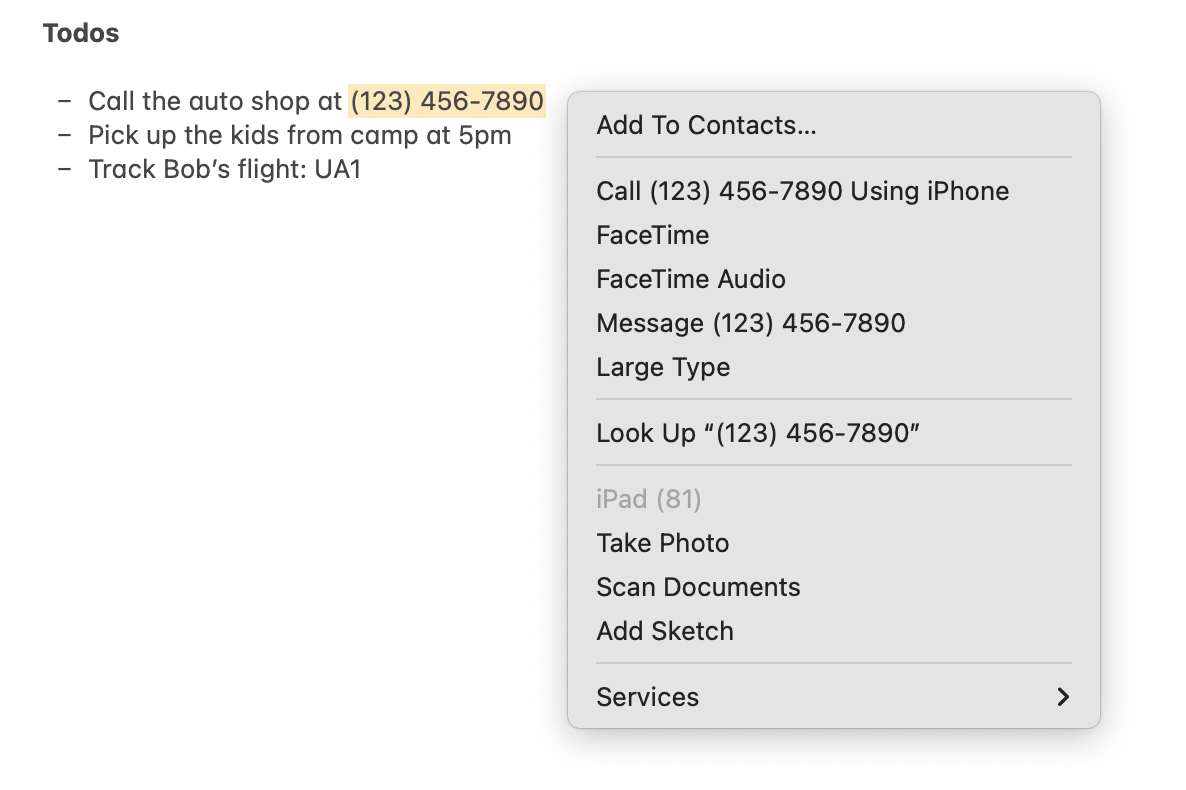 Todos
– Call the auto shop at (123) 456-7890
– Pick up the kids from camp at 5pm
– Track Bob’s flight: UA1
Add To Contacts...
Call (123) 456-7890 Using iPhone
FaceTime
FaceTime Audio
Message (123) 456-7890
Large Type
Look Up “(123) 456-7890”
iPad (81)
Take Photo
Scan Documents
Add Sketch
Services